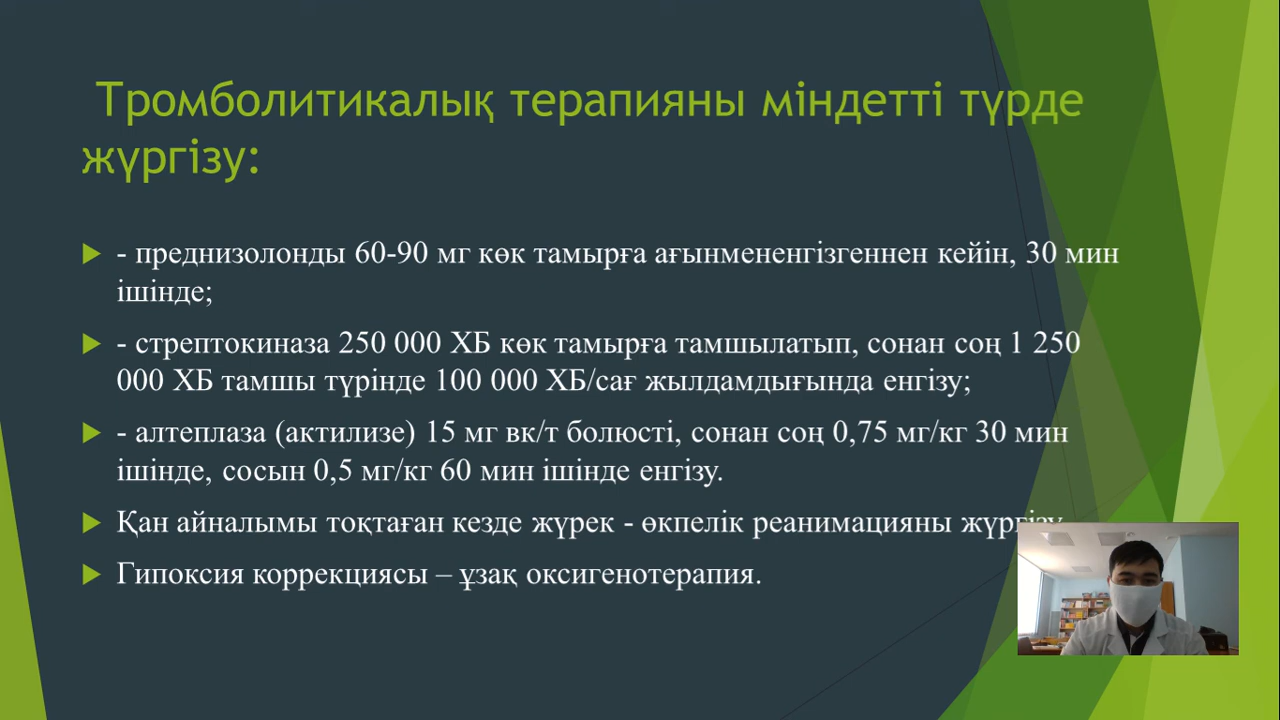 Тромболитикалық терапияны міндетті түрде
жүргізу:
- преднизолонды 60-90 мг көк тамырға ағынмененгізгеннен кейін, 30 мин
ішінде;
- стрептокиназа 250 000 ХБ көк тамырға тамшылатып, сонан соң 1 250
000 ХБ тамшы түрінде 100 000 ХБ/сағ жылдамдығында енгізу;
- алтеплаза (актилизе) 15 мг вк/т болюсті, сонан соң 0,75 мг/кг 30 мин
ішінде, сосын 0,5 мг/кг 60 мин ішінде енгізу.
Қан айналымы тоқтаған кезде жүрек - өкпелік реанимацияны жүргізу
Гипоксия коррекциясы – ұзақ оксигенотерапия.